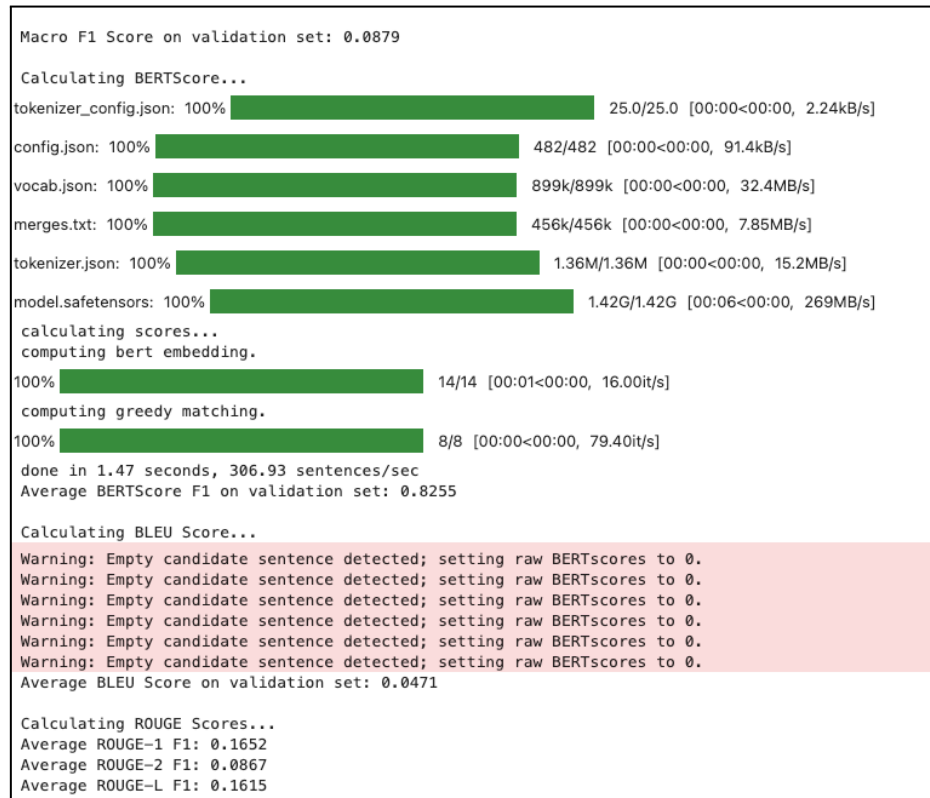 Macro F1 Score on validation set: 0.0879
Calculating BERTScore...
tokenizer_config.json: 100% 25.0/25.0 [00:00<00:00, 2.24kB/s]
config.json: 100% 482/482 [00:00<00:00, 91.4kB/s]
vocab.json: 100% 899k/899k [00:00<00:00, 32.4MB/s]
merges.txt: 100% 456k/456k [00:00<00:00, 7.85MB/s]
tokenizer.json: 100% 1.36M/1.36M [00:00<00:00, 15.2MB/s]
model.safetensors: 100% 1.42G/1.42G [00:06<00:00, 269MB/s]
calculating scores...
computing bert embedding.
100% 14/14 [00:01<00:00, 16.00it/s]
computing greedy matching.
100% 8/8 [00:00<00:00, 79.40it/s]
done in 1.47 seconds, 306.93 sentences/sec
Average BERTScore F1 on validation set: 0.8255
Calculating BLEU Score...
Warning: Empty candidate sentence detected; setting raw BERTscores to 0.
Warning: Empty candidate sentence detected; setting raw BERTscores to 0.
Warning: Empty candidate sentence detected; setting raw BERTscores to 0.
Warning: Empty candidate sentence detected; setting raw BERTscores to 0.
Warning: Empty candidate sentence detected; setting raw BERTscores to 0.
Warning: Empty candidate sentence detected; setting raw BERTscores to 0.
Average BLEU Score on validation set: 0.0471
Calculating ROUGE Scores...
Average ROUGE-1 F1: 0.1652
Average ROUGE-2 F1: 0.0867
Average ROUGE-L F1: 0.1615